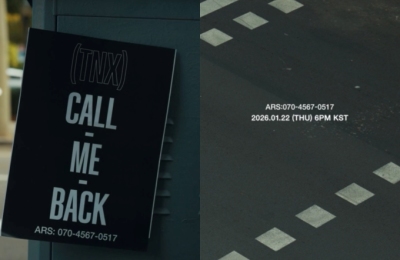 (TNX)
CALL
-
ME
-
BACK
ARS: 070-4567-0517
ARS:070-4567-0517
2026.01.22 (THU) 6PM KST